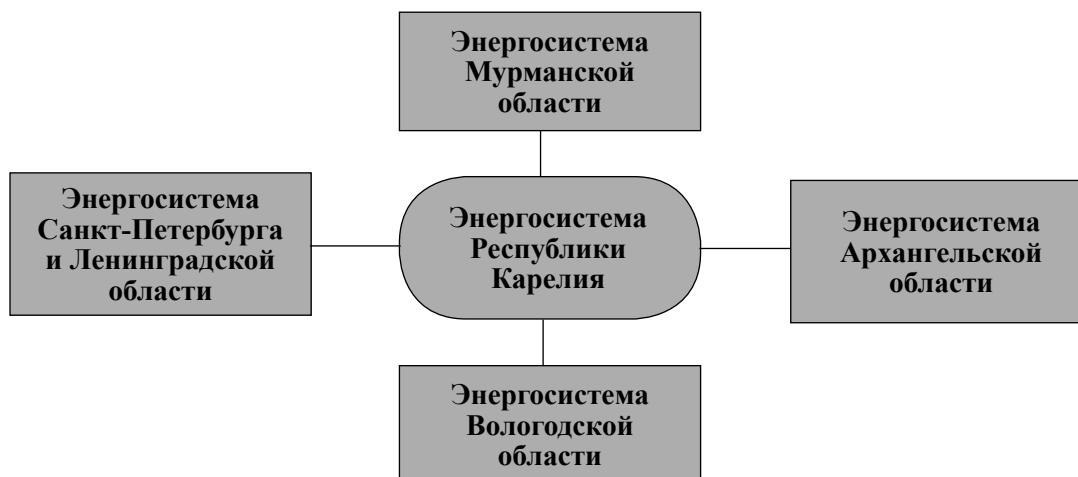 Энергосистема
Мурманской
области
Энергосистема
Санкт-Петербурга
и Ленинградской
области
Энергосистема
Республики
Карелия
Энергосистема
Архангельской
области
Энергосистема
Вологодской
области